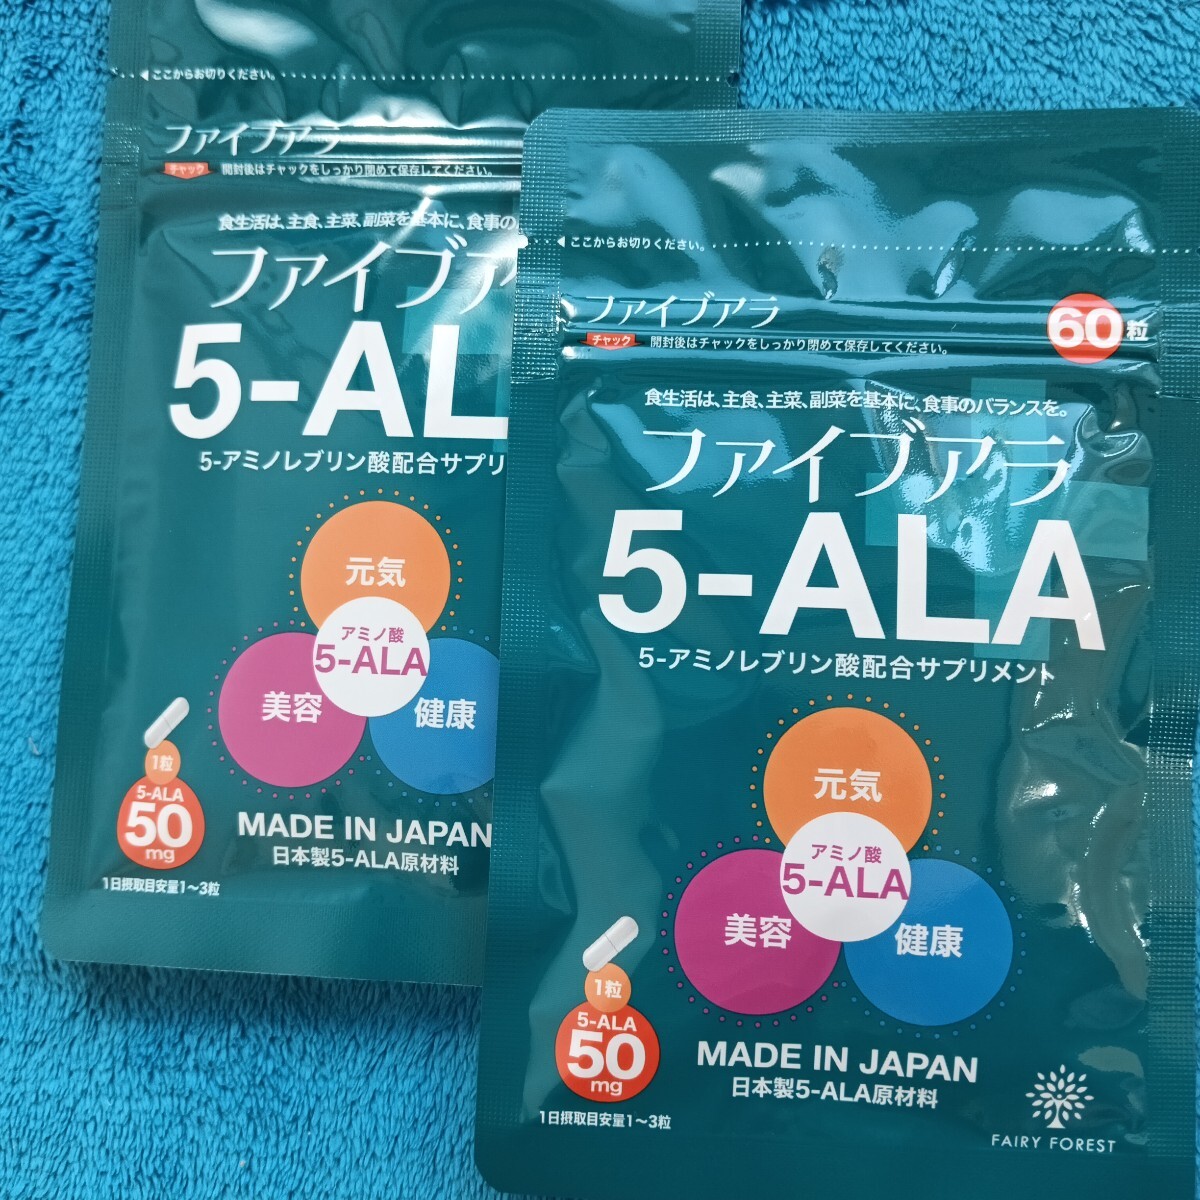 ここからお切りください。
ファイブアラ
チャック 開封後はチャックをしっかり閉めて保存してください。
食生活は、主食、主菜、副菜を基本に、食事の
ファイブア
5-AL
5-アミノレブリン酸配合サプリ
元気
アミノ酸
5-ALA
美容
健康
1粒
5-ALA
50
mg
1日摂取目安量1～3粒
MADE IN JAPAN
日本製5-ALA原材料
ここからお切りください。
ファイブアラ
チャック 開封後はチャックをしっかり閉めて保存してください。
60粒
食生活は、主食、主菜、副菜を基本に、食事のバランスを。
ファイブアラ
5-ALA
5-アミノレブリン酸配合サプリメント
元気
アミノ酸
5-ALA
美容
健康
1粒
5-ALA
50
mg
1日摂取目安量1～3粒
MADE IN JAPAN
日本製5-ALA原材料
FAIRY FOREST